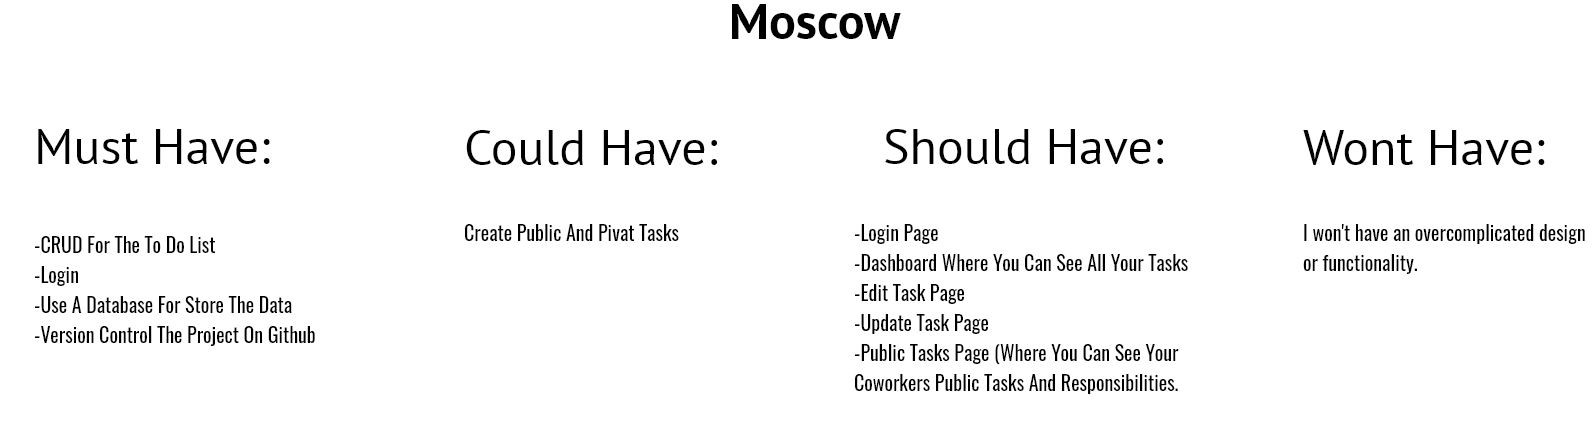 Moscow
Must Have:
-CRUD For The To Do List
-Login
-Use A Database For Store The Data
-Version Control The Project On Github
Could Have:
Create Public And Pivat Tasks
Should Have:
-Login Page
-Dashboard Where You Can See All Your Tasks
-Edit Task Page
-Update Task Page
-Public Tasks Page (Where You Can See Your
Coworkers Public Tasks And Responsibilities.
Wont Have:
I won't have an overcomplicated design
or functionality.